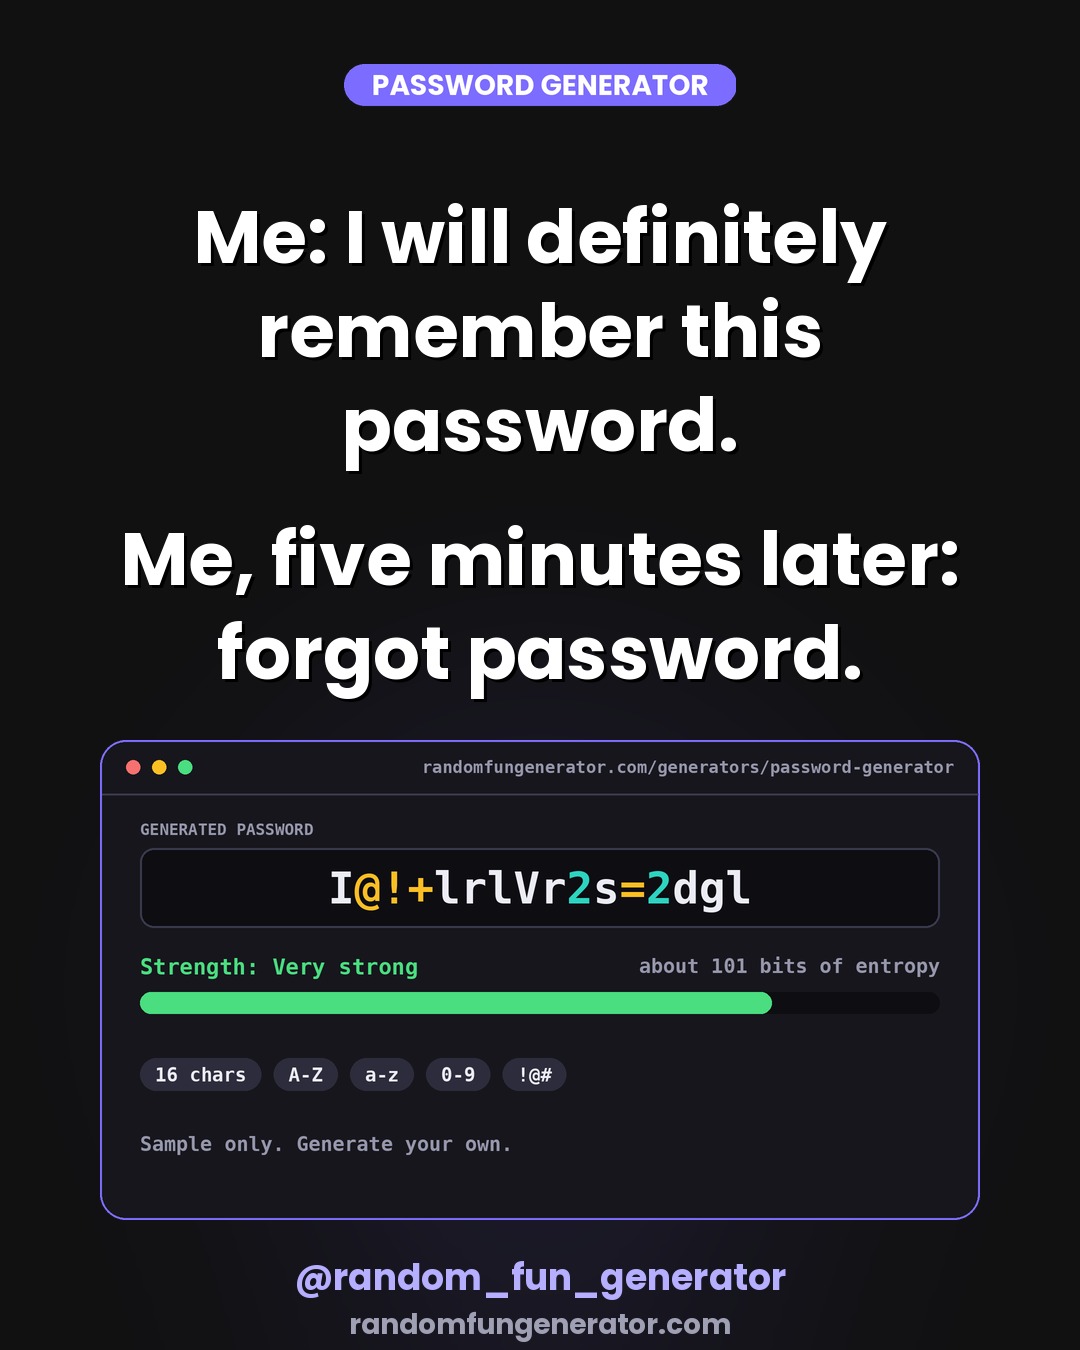 PASSWORD GENERATOR
Me: I will definitely
remember this
password.
Me, five minutes later:
forgot password.
randomfungenerator.com/generators/password-generator
GENERATED PASSWORD
I@!+lrlVr2s=2dgl
Strength: Very strong
about 101 bits of entropy
16 chars A-Z a-z 0-9 !@#
Sample only. Generate your own.
@random_fun_generator
randomfungenerator.com